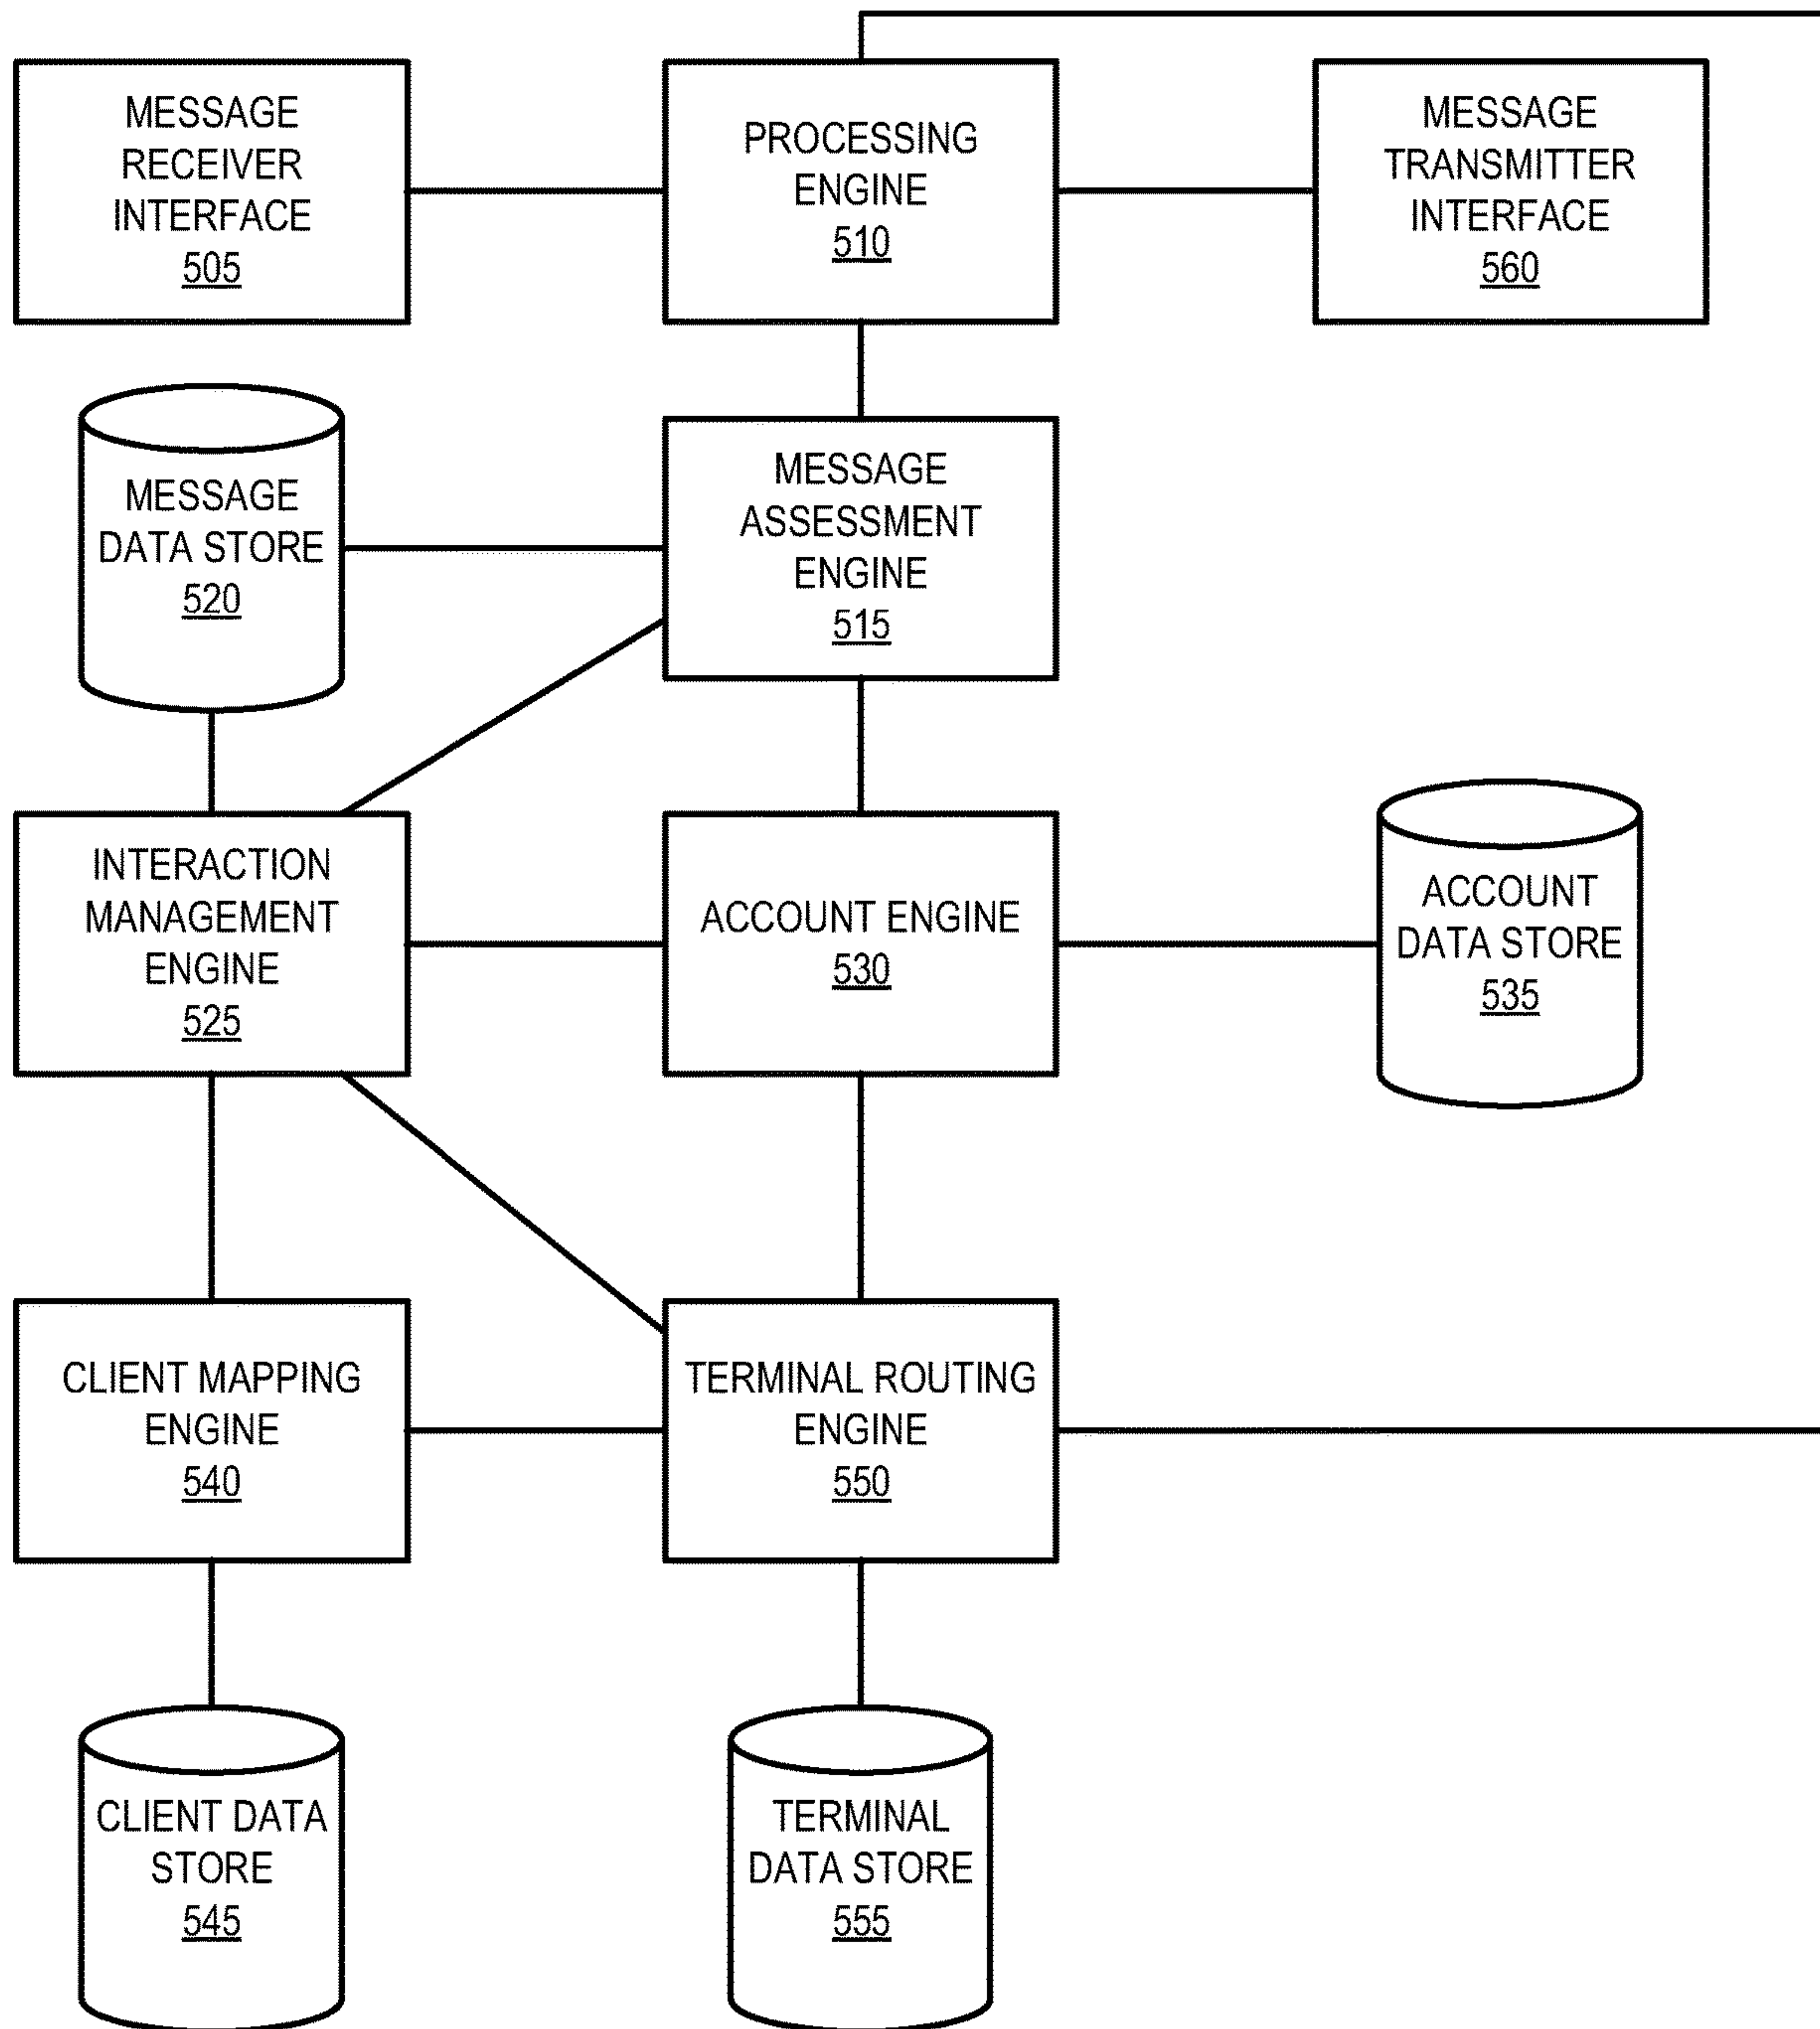 MESSAGE
RECEIVER
INTERFACE
505
PROCESSING
ENGINE
510
MESSAGE
TRANSMITTER
INTERFACE
560
MESSAGE
DATA STORE
520
MESSAGE
ASSESSMENT
ENGINE
515
INTERACTION
MANAGEMENT
ENGINE
525
ACCOUNT ENGINE
530
ACCOUNT
DATA STORE
535
CLIENT MAPPING
ENGINE
540
TERMINAL ROUTING
ENGINE
550
CLIENT DATA
STORE
545
TERMINAL
DATA STORE
555